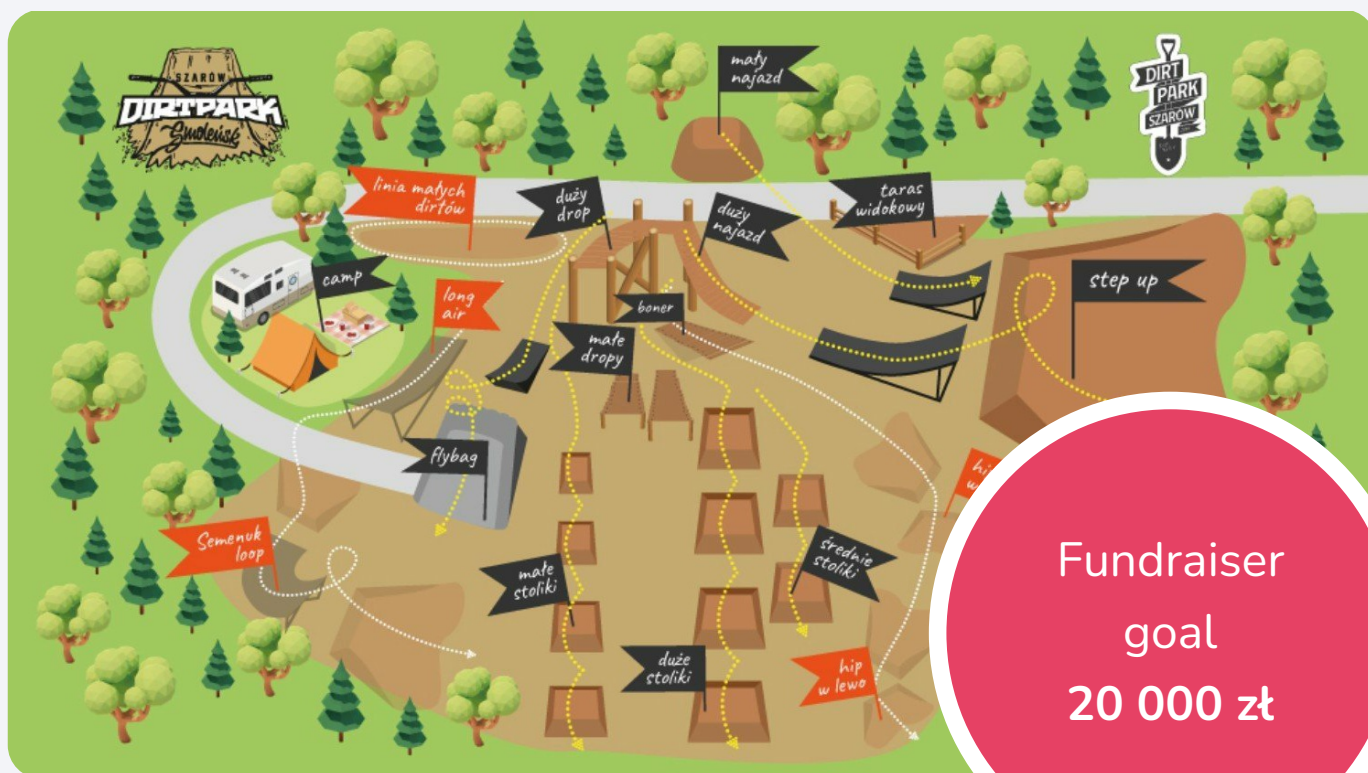 SZARÓW
DIRTPARK
Smoleńsk
mały
najazd
DIRT
PARK
SZARÓW
linia małych
dirtów
duży
drop
duży
najazd
taras
widokowy
camp
long
air
boner
step up
małe
dropy
flybag
Semenuk
loop
małe
stoliki
średnie
stoliki
duże
stoliki
hip
w lewo
Fundraiser
goal
20 000 zł